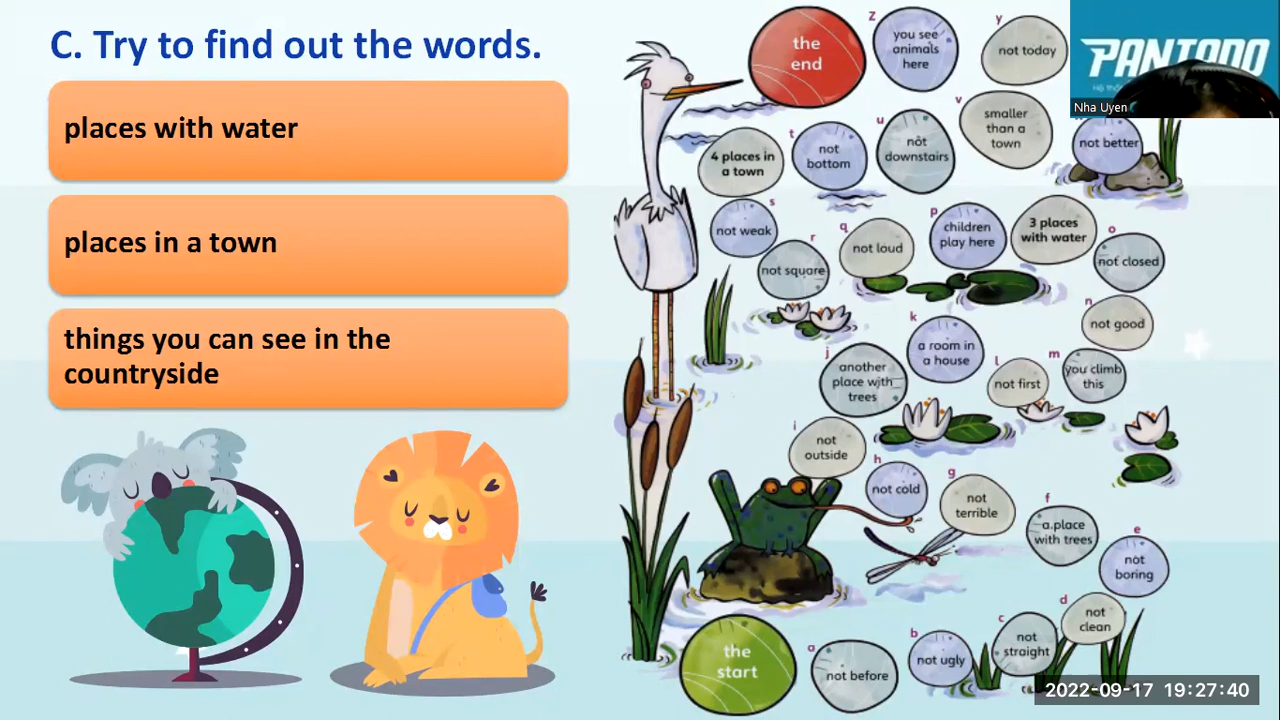 C. Try to find out the words.
places with water
places in a town
things you can see in the
countryside
the
end
z
you see
animals
here
y
not today
PANTADO
Nha Uyen
4 places in
a town
t
not
bottom
u
not
downstairs
v
smaller
than a
town
not better
s
not weak
r
not square
q
not loud
p
children
play here
3 places
with water
o
not closed
n
not good
m
you climb
this
l
not first
k
a room in
a house
j
another
place with
trees
i
not
outside
h
not cold
g
not
terrible
f
a place
with trees
e
not
boring
d
not
clean
c
not
straight
b
not ugly
a
not before
the
start
2022-09-17 19:27:40